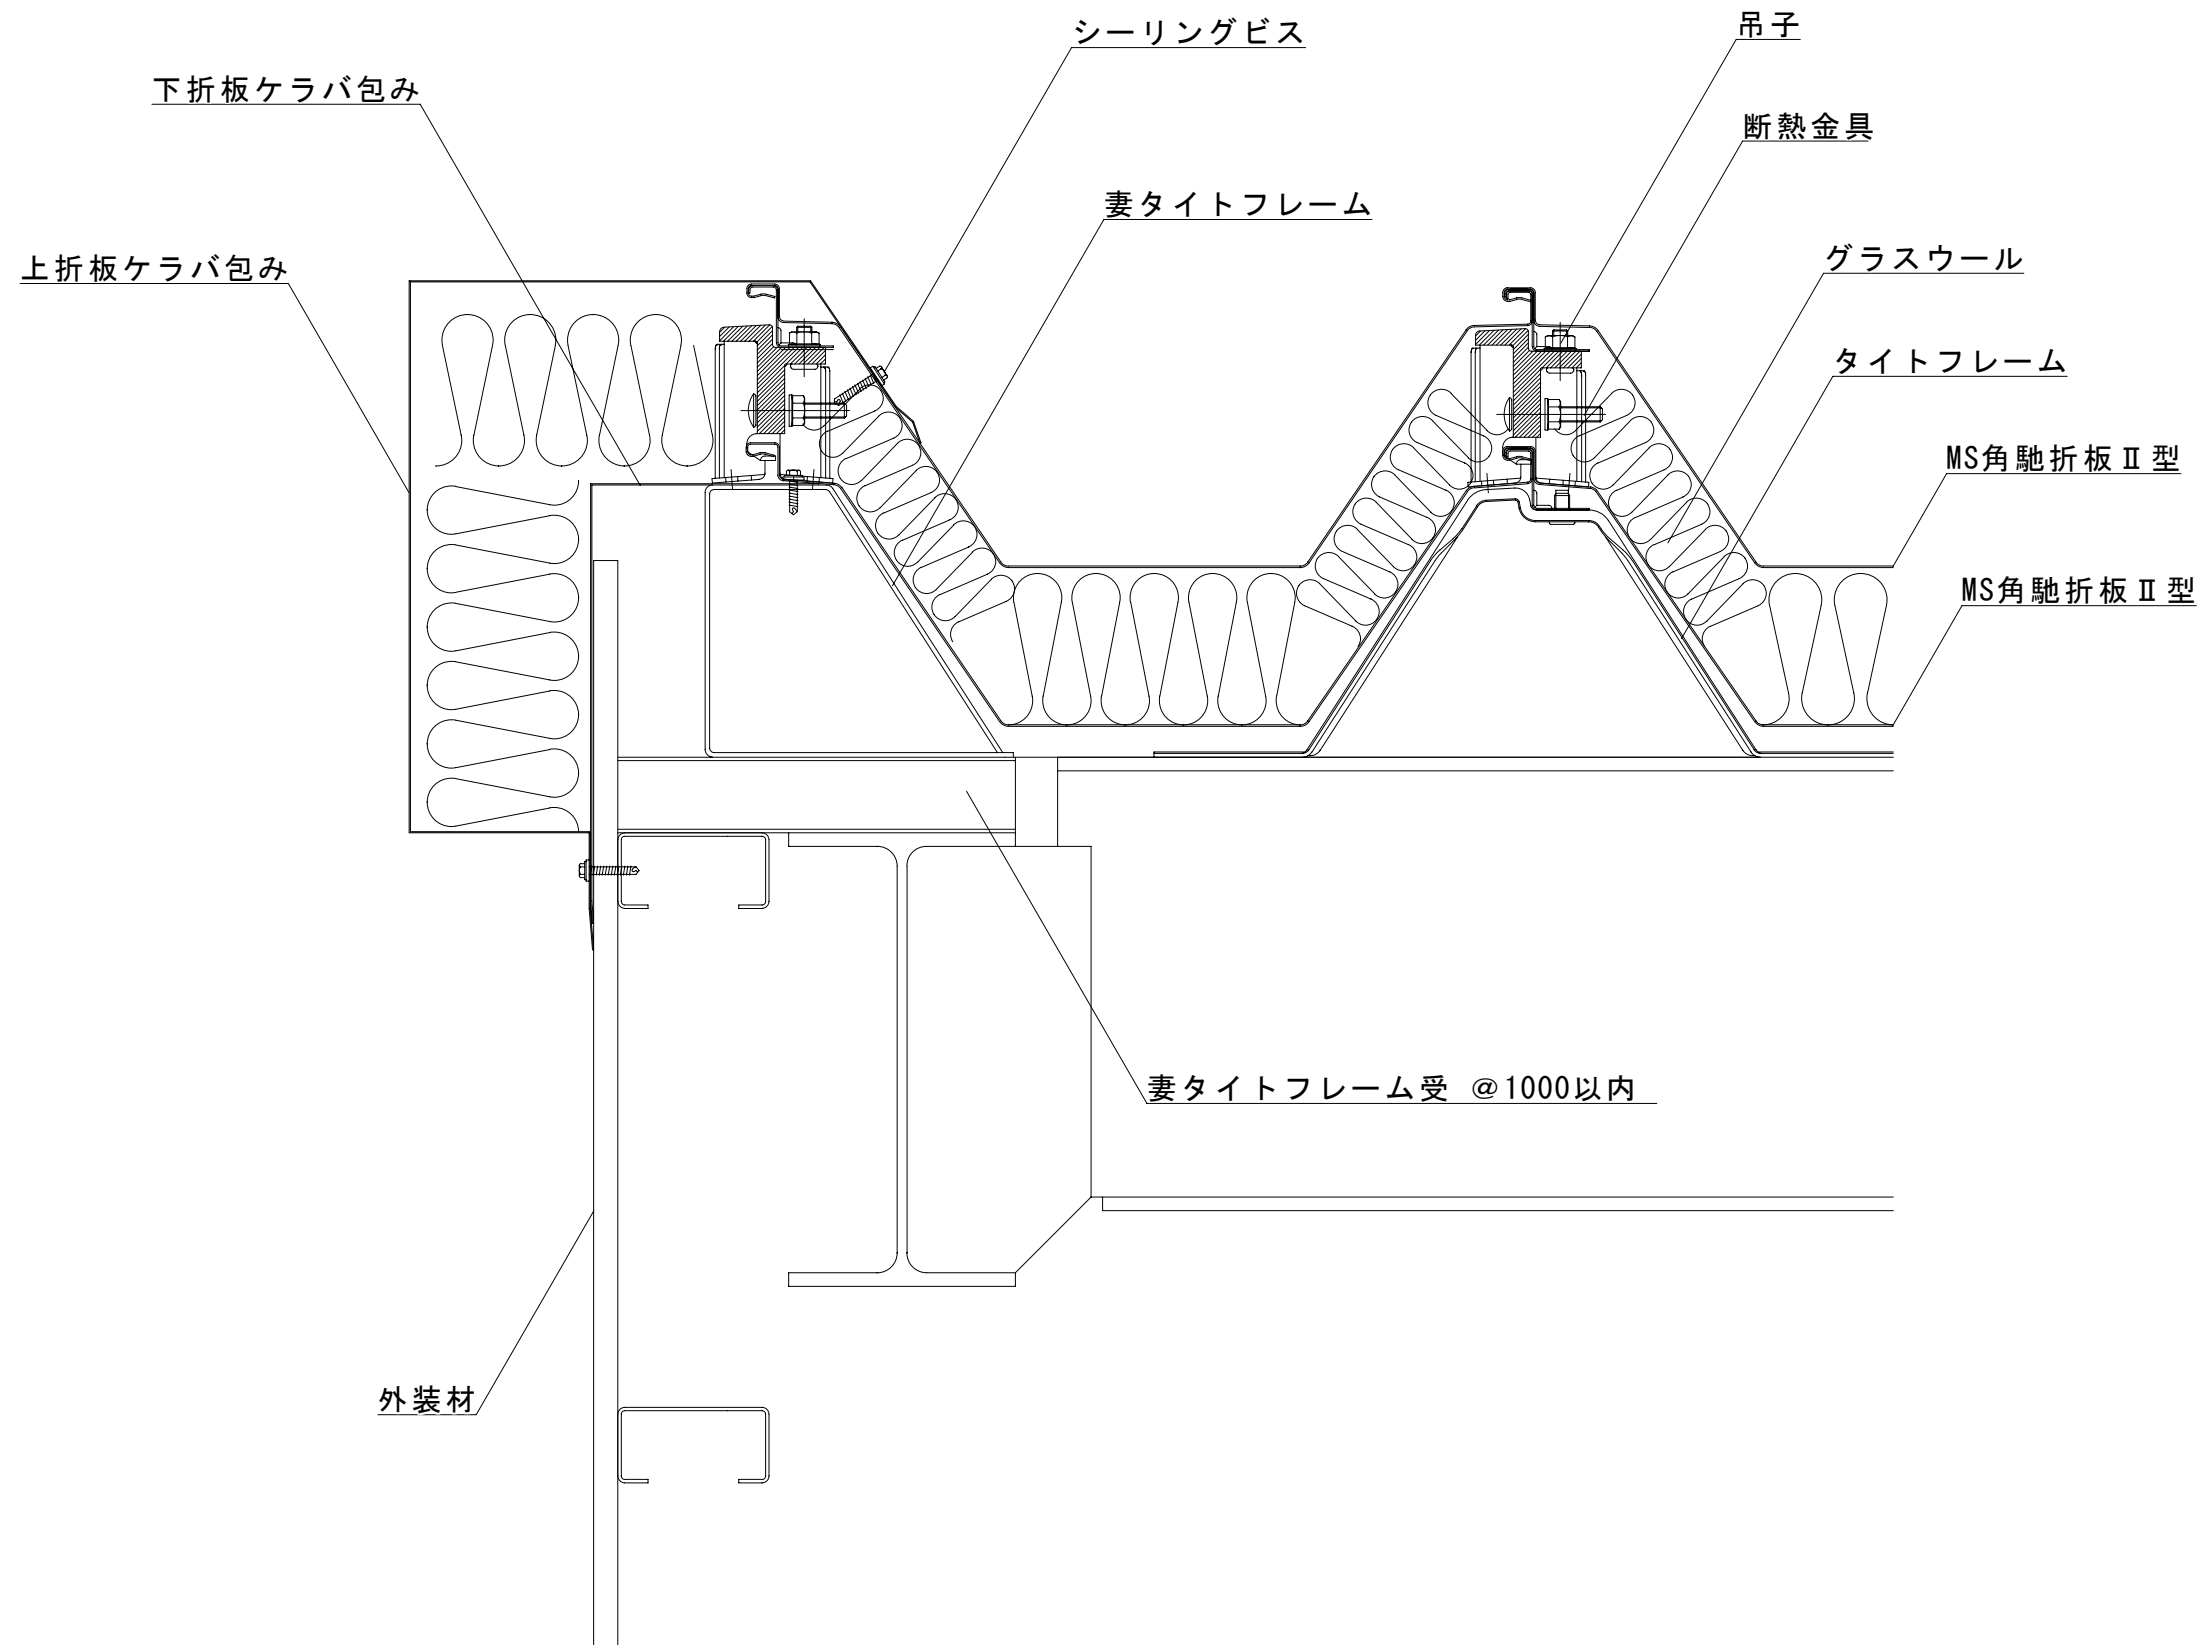 シーリングビス
吊子
下折板ケラバ包み
断熱金具
妻タイトフレーム
上折板ケラバ包み
グラスウール
タイトフレーム
MS角馳折板Ⅱ型
MS角馳折板Ⅱ型
妻タイトフレーム受 @1000以内
外装材